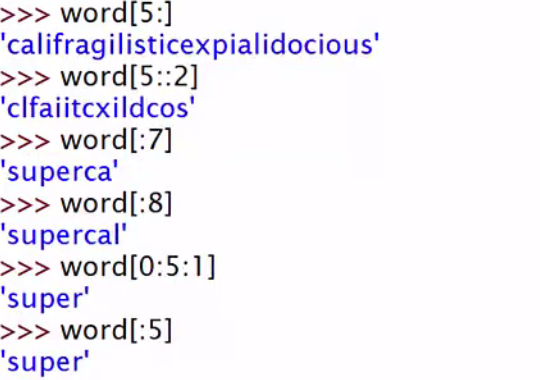 >>> word[5:]
'califragilisticexpialidocious'
>>> word[5::2]
'clfaiitcxildcos'
>>> word[:7]
'superca'
>>> word[:8]
'supercal'
>>> word[0:5:1]
'super'
>>> word[:5]
'super'